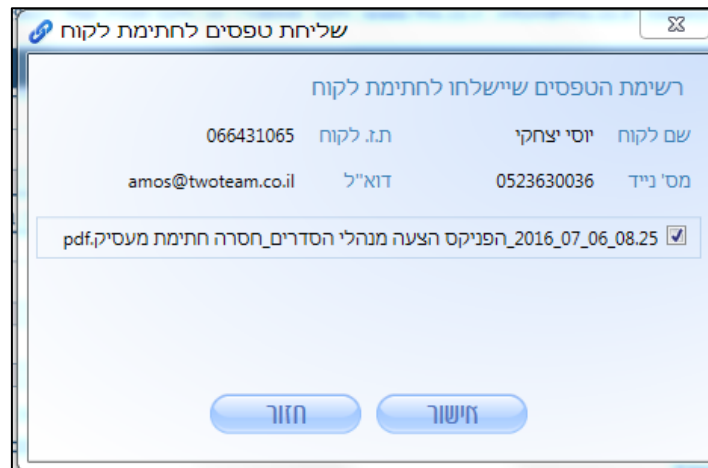 שליחת טפסים לחתימת לקוח
רשימת הטפסים שיישלחו לחתימת לקוח
שם לקוח יוסי יצחקי ת.ז. לקוח 066431065
מס' נייד 0523630036 דוא"ל amos@twoteam.co.il
2016_07_06_08.25_הפניקס הצעה מנהלי הסדרים_חסרה חתימת מעסיק.pdf
אישור חזור